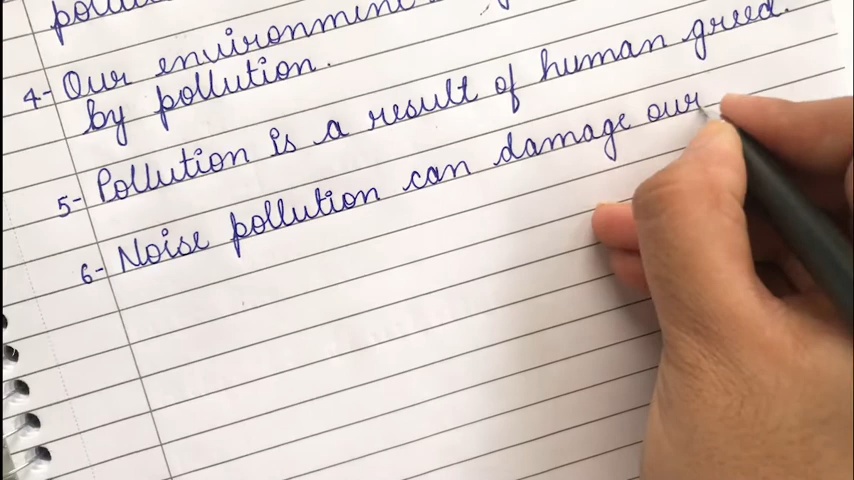 4- Our environment
by pollution.
5- Pollution is a result of human greed.
6- Noise pollution can damage our